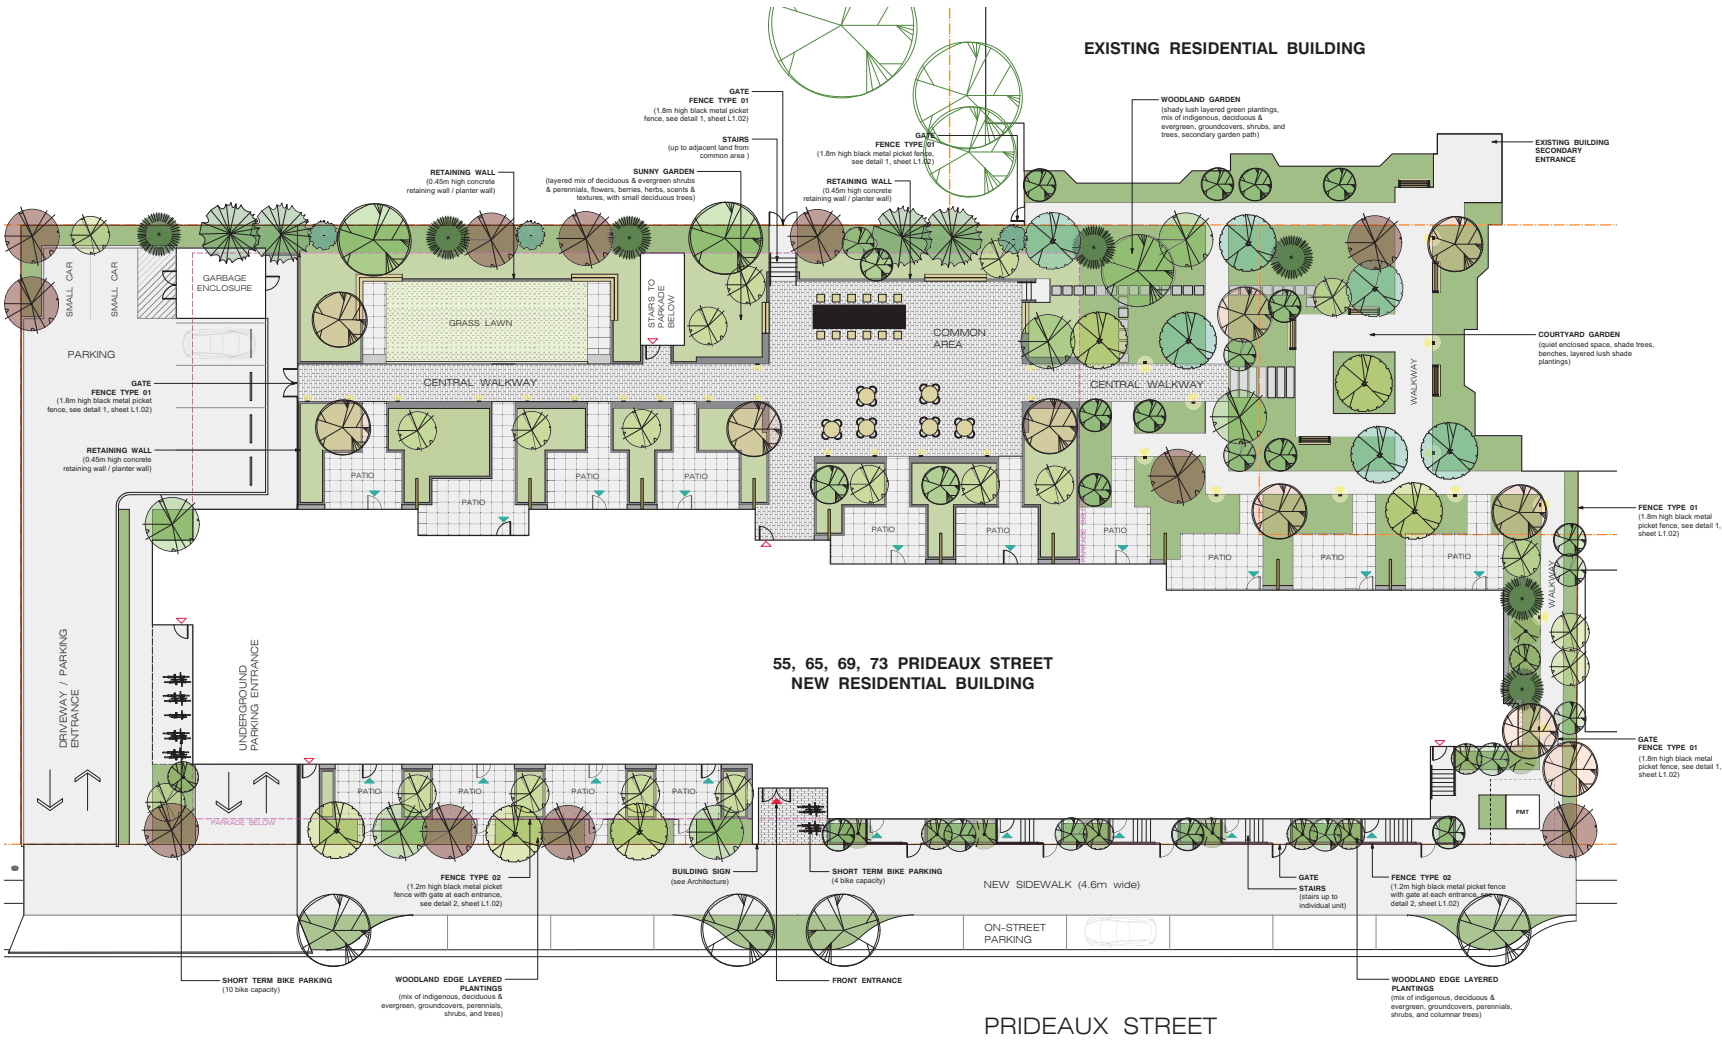 EXISTING RESIDENTIAL BUILDING
GATE
FENCE TYPE 01
(1.8m high black metal picket
fence, see detail 1, sheet L1.02)
STAIRS
(up to adjacent land from
common area )
GATE
FENCE TYPE 01
(1.8m high black metal picket fence,
see detail 1, sheet L1.02)
WOODLAND GARDEN
(shady lush layered green plantings,
mix of indigenous, deciduous &
evergreen, groundcovers, shrubs, and
trees, secondary garden path)
EXISTING BUILDING
SECONDARY
ENTRANCE
RETAINING WALL
(0.45m high concrete
retaining wall / planter wall)
SUNNY GARDEN
(layered mix of deciduous & evergreen shrubs
& perennials, flowers, berries, herbs, scents &
textures, with small deciduous trees)
RETAINING WALL
(0.45m high concrete
retaining wall / planter wall)
SMALL CAR
SMALL CAR
GARBAGE
ENCLOSURE
GRASS LAWN
STAIRS TO
PARKADE
BELOW
COMMON
AREA
COURTYARD GARDEN
(quiet enclosed space, shade trees,
benches, layered lush shade
plantings)
PARKING
GATE
FENCE TYPE 01
(1.8m high black metal picket
fence, see detail 1, sheet L1.02)
CENTRAL WALKWAY
CENTRAL WALKWAY
WALKWAY
RETAINING WALL
(0.45m high concrete
retaining wall / planter wall)
PATIO
PATIO
PATIO
PATIO
PATIO
PATIO
PATIO
PATIO
PATIO
PATIO
PARKADE BELOW
FENCE TYPE 01
(1.8m high black metal
picket fence, see detail 1,
sheet L1.02)
WALKWAY
55, 65, 69, 73 PRIDEAUX STREET
NEW RESIDENTIAL BUILDING
DRIVEWAY / PARKING
ENTRANCE
UNDERGROUND
PARKING ENTRANCE
GATE
FENCE TYPE 01
(1.8m high black metal
picket fence, see detail 1,
sheet L1.02)
PATIO
PATIO
PATIO
PATIO
PARKADE BELOW
PMT
FENCE TYPE 02
(1.2m high black metal picket
fence with gate at each entrance,
see detail 2, sheet L1.02)
BUILDING SIGN
(see Architecture)
SHORT TERM BIKE PARKING
(4 bike capacity)
NEW SIDEWALK (4.6m wide)
GATE
STAIRS
(stairs up to
individual unit)
FENCE TYPE 02
(1.2m high black metal picket fence
with gate at each entrance, see
detail 2, sheet L1.02)
ON-STREET
PARKING
SHORT TERM BIKE PARKING
(10 bike capacity)
WOODLAND EDGE LAYERED
PLANTINGS
(mix of indigenous, deciduous &
evergreen, groundcovers, perennials,
shrubs, and trees)
FRONT ENTRANCE
WOODLAND EDGE LAYERED
PLANTINGS
(mix of indigenous, deciduous &
evergreen, groundcovers, perennials,
shrubs, and columnar trees)
PRIDEAUX STREET